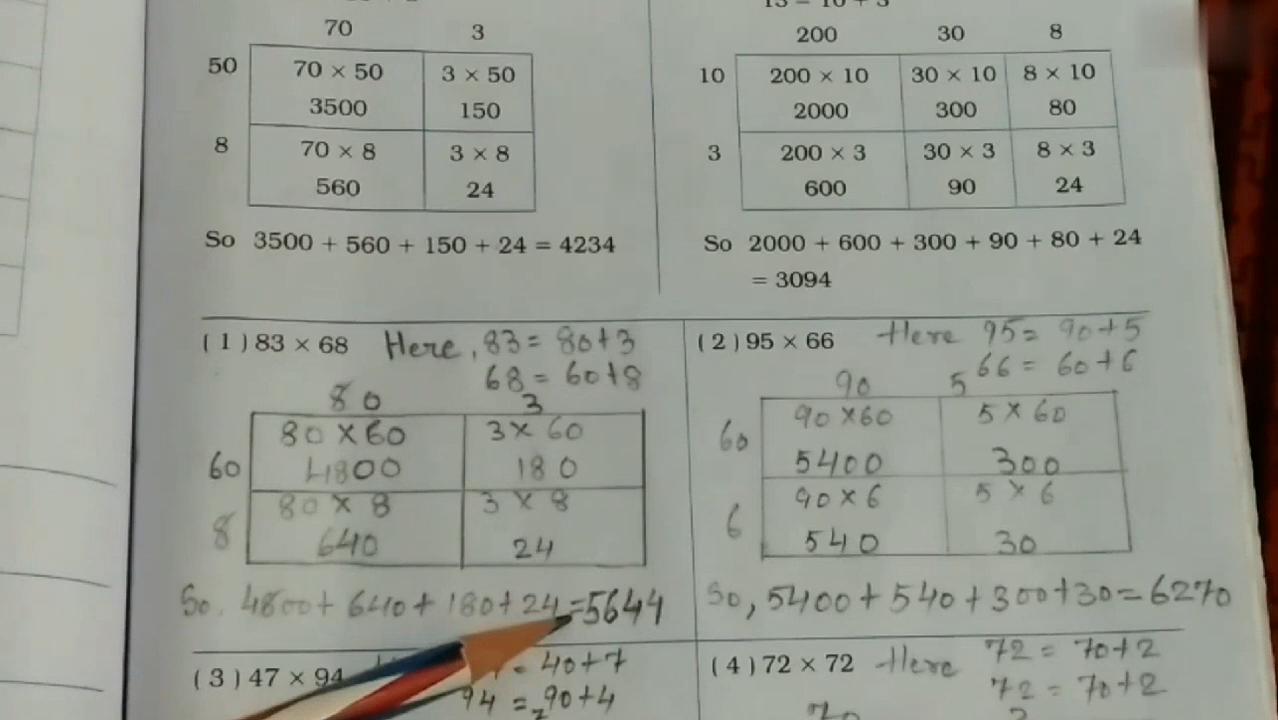 70 3
50 70 × 50 3 × 50
3500 150
8 70 × 8 3 × 8
560 24
So 3500 + 560 + 150 + 24 = 4234
13 = 10 + 3
200 30 8
10 200 × 10 30 × 10 8 × 10
2000 300 80
3 200 × 3 30 × 3 8 × 3
600 90 24
So 2000 + 600 + 300 + 90 + 80 + 24
= 3094
(1) 83 × 68 Here, 83 = 80+3
68 = 60+8
80 3
80 × 60 3 × 60
60 4800 180
80 × 8 3 × 8
8 640 24
So, 4800+ 640+ 180+ 24 =5644
(2) 95 × 66 Here 95 = 90+5
66 = 60+6
90 5
90 × 60 5 × 60
60 5400 300
90 × 6 5 × 6
6 540 30
So, 5400+ 540 +300+30= 6270
(3) 47 × 94 = 40+7
94 = 90+4
(4) 72 × 72 Here 72 = 70+2
72 = 70+2
70 2